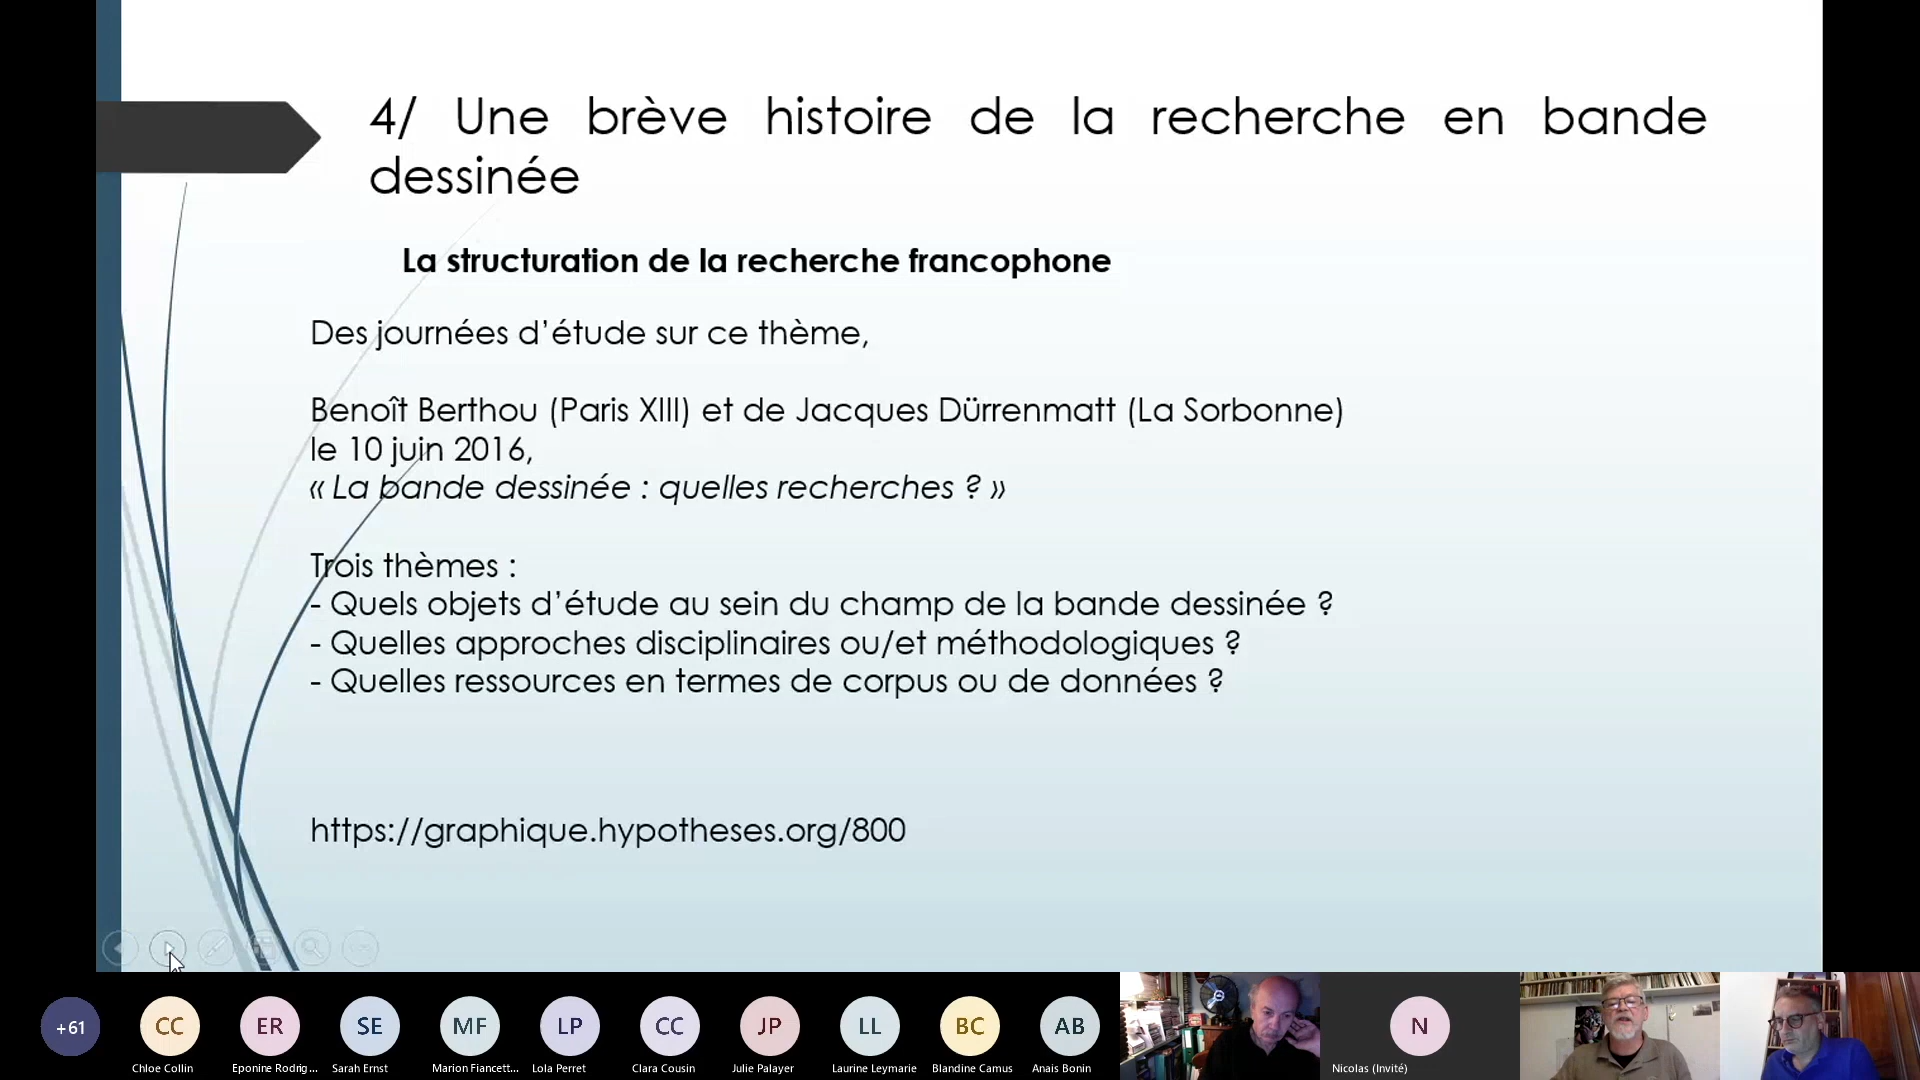 4/ Une brève histoire de la recherche en bande
dessinée
La structuration de la recherche francophone
Des journées d’étude sur ce thème,
Benoît Berthou (Paris XIII) et de Jacques Dürrenmatt (La Sorbonne)
le 10 juin 2016,
« La bande dessinée : quelles recherches ? »
Trois thèmes :
- Quels objets d’étude au sein du champ de la bande dessinée ?
- Quelles approches disciplinaires ou/et méthodologiques ?
- Quelles ressources en termes de corpus ou de données ?
https://graphique.hypotheses.org/800
+61 CC ER SE MF LP CC JP LL BC AB N
Chloe Collin Eponine Rodrig... Sarah Ernst Marion Fiancett... Lola Perret Clara Cousin Julie Palayer Laurine Leymarie Blandine Camus Anais Bonin Nicolas (Invité)